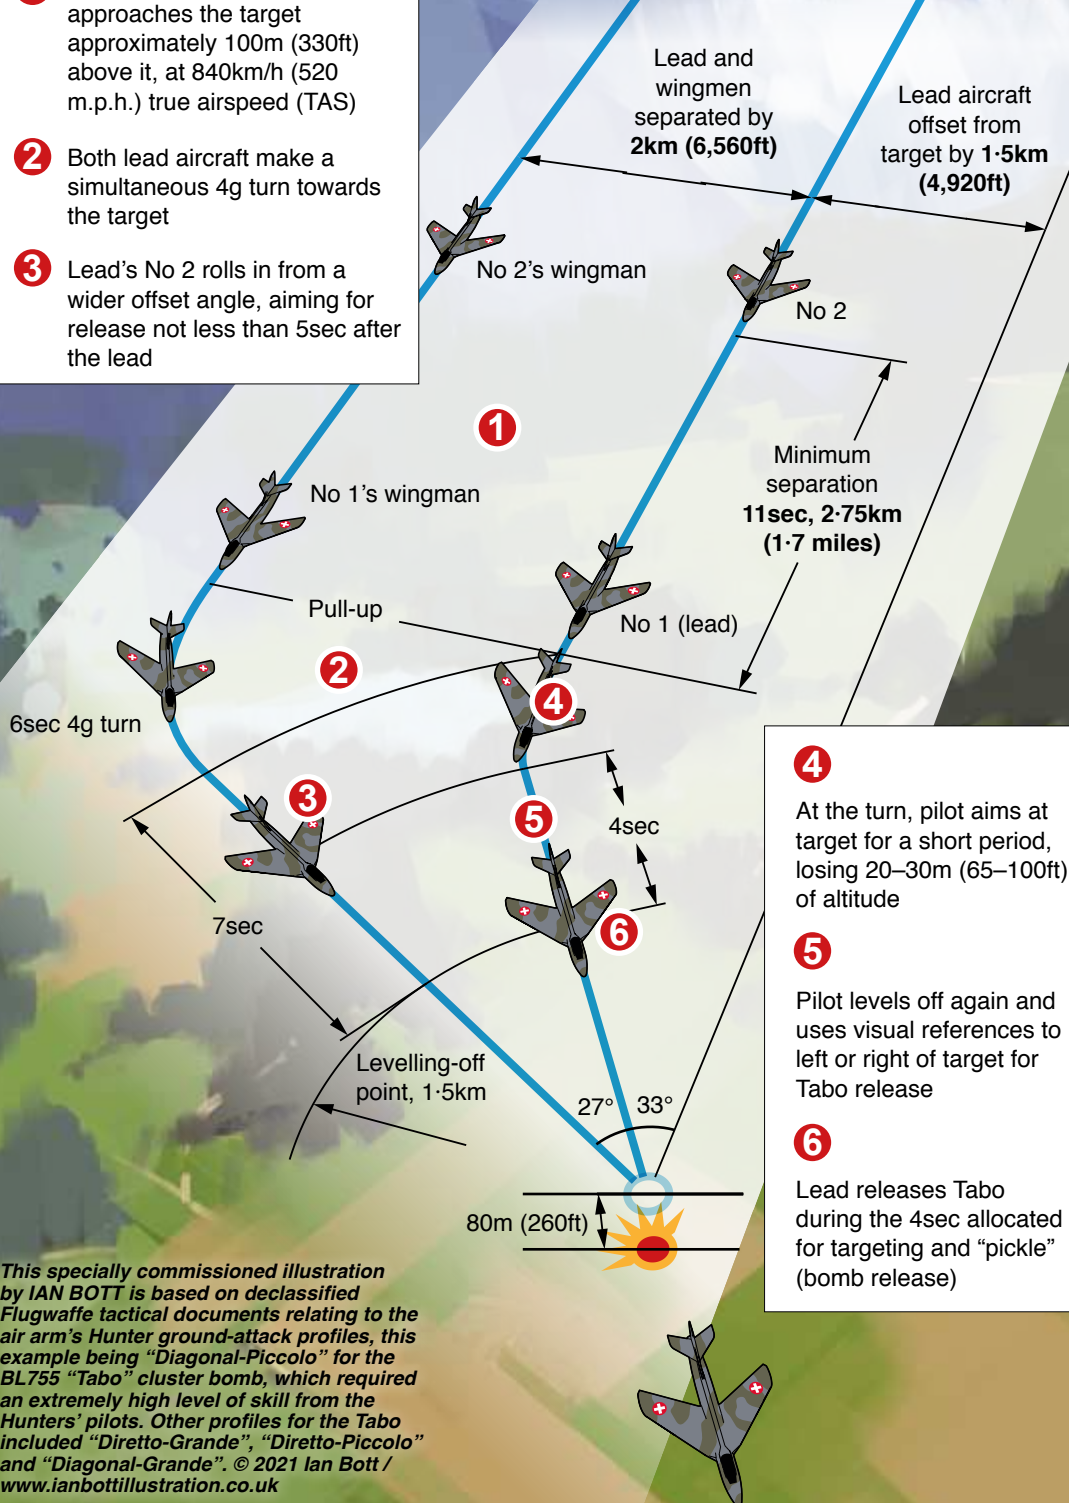 approaches the target
approximately 100m (330ft)
above it, at 840km/h (520
m.p.h.) true airspeed (TAS)
2
Both lead aircraft make a
simultaneous 4g turn towards
the target
3
Lead's No 2 rolls in from a
wider offset angle, aiming for
release not less than 5sec after
the lead
Lead and
wingmen
separated by
2km (6,560ft)
Lead aircraft
offset from
target by 1·5km
(4,920ft)
No 2's wingman
No 2
1
Minimum
separation
11sec, 2·75km
(1·7 miles)
No 1's wingman
Pull-up
No 1 (lead)
2
4
6sec 4g turn
3
5
4sec
7sec
6
Levelling-off
point, 1·5km
27°
33°
80m (260ft)
4
At the turn, pilot aims at
target for a short period,
losing 20–30m (65–100ft)
of altitude
5
Pilot levels off again and
uses visual references to
left or right of target for
Tabo release
6
Lead releases Tabo
during the 4sec allocated
for targeting and “pickle”
(bomb release)
This specially commissioned illustration
by IAN BOTT is based on declassified
Flugwaffe tactical documents relating to the
air arm's Hunter ground-attack profiles, this
example being “Diagonal-Piccolo” for the
BL755 “Tabo” cluster bomb, which required
an extremely high level of skill from the
Hunters' pilots. Other profiles for the Tabo
included “Diretto-Grande”, “Diretto-Piccolo”
and “Diagonal-Grande”. © 2021 Ian Bott /
www.ianbottillustration.co.uk